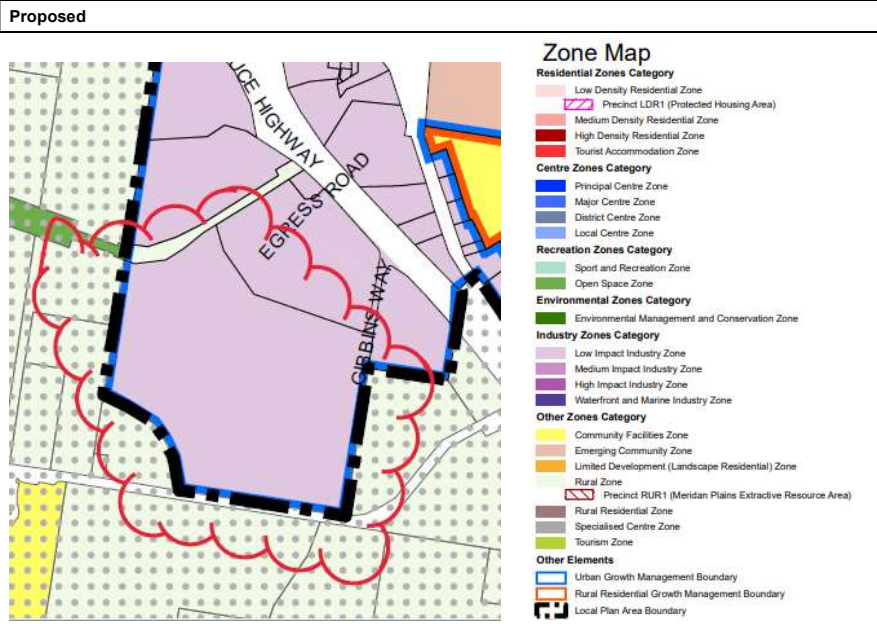 Proposed
Zone Map
Residential Zones Category
Low Density Residential Zone
Precinct LDR1 (Protected Housing Area)
Medium Density Residential Zone
High Density Residential Zone
Tourist Accommodation Zone
Centre Zones Category
Principal Centre Zone
Major Centre Zone
District Centre Zone
Local Centre Zone
Recreation Zones Category
Sport and Recreation Zone
Open Space Zone
Environmental Zones Category
Environmental Management and Conservation Zone
Industry Zones Category
Low Impact Industry Zone
Medium Impact Industry Zone
High Impact Industry Zone
Waterfront and Marine Industry Zone
Other Zones Category
Community Facilities Zone
Emerging Community Zone
Limited Development (Landscape Residential) Zone
Rural Zone
Precinct RUR1 (Meridan Plains Extractive Resource Area)
Rural Residential Zone
Specialised Centre Zone
Tourism Zone
Other Elements
Urban Growth Management Boundary
Rural Residential Growth Management Boundary
Local Plan Area Boundary
UCE HIGHWAY
EGRESS ROAD
GIBBINS WAY